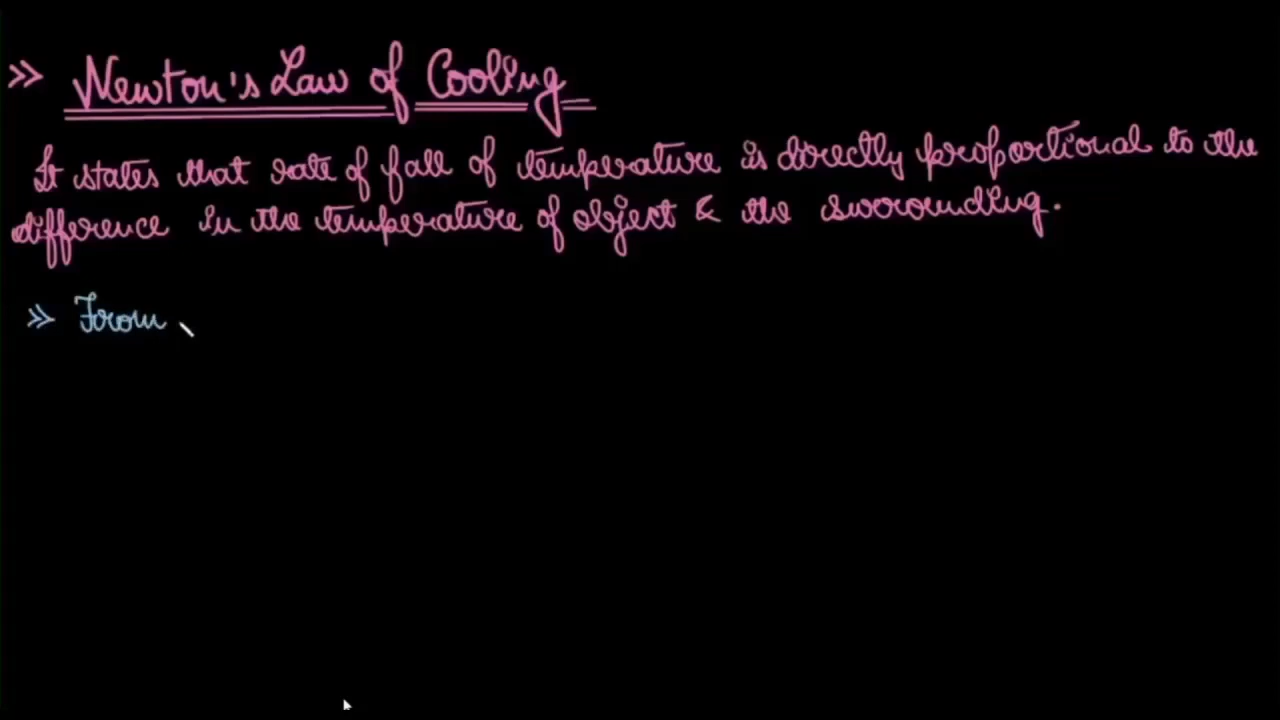 >> Newton's Law of Cooling
It states that rate of fall of temperature is directly proportional to the
difference in the temperature of object & the surrounding.
>> From